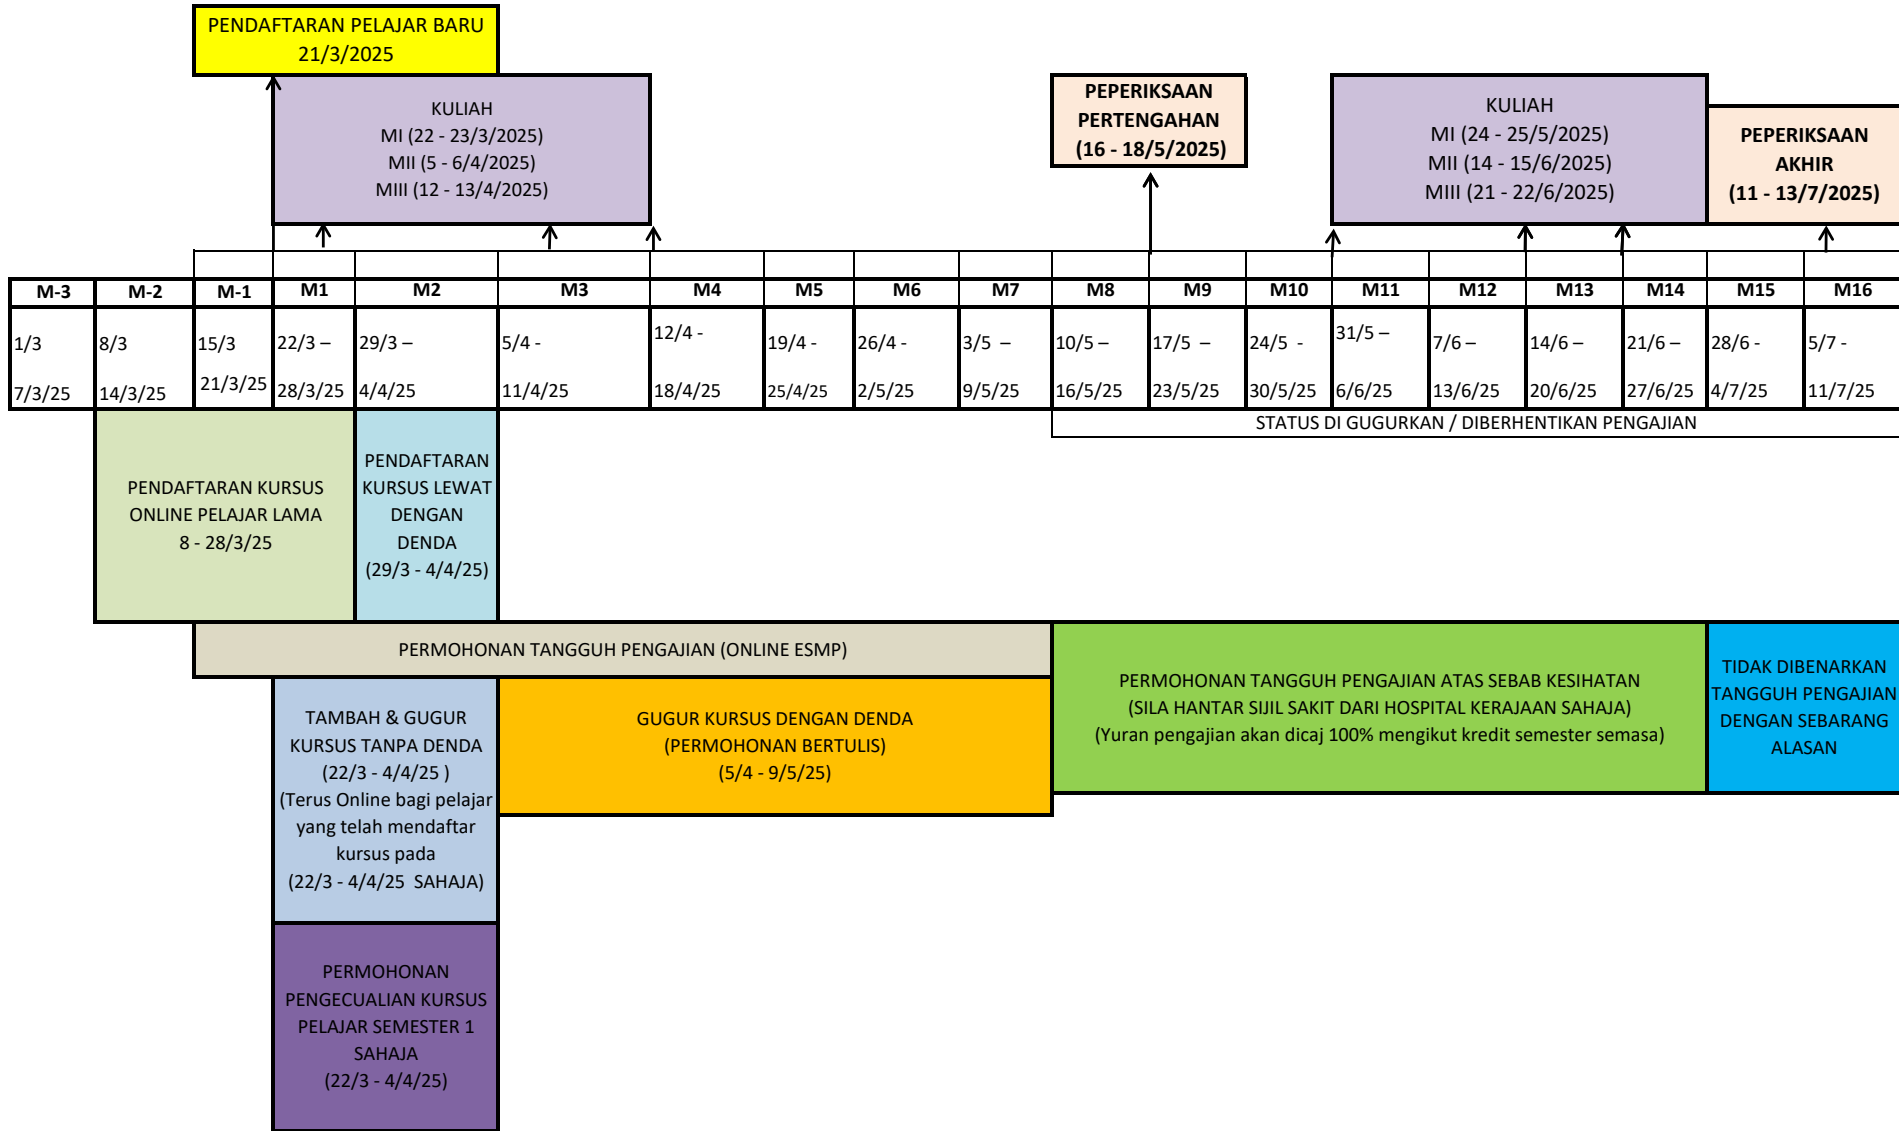 PENDAFTARAN PELAJAR BARU
21/3/2025
KULIAH
MI (22 - 23/3/2025)
MII (5 - 6/4/2025)
MIII (12 - 13/4/2025)
PEPERIKSAAN
PERTENGAHAN
(16 - 18/5/2025)
KULIAH
MI (24 - 25/5/2025)
MII (14 - 15/6/2025)
MIII (21 - 22/6/2025)
PEPERIKSAAN
AKHIR
(11 - 13/7/2025)
M-3 M-2 M-1 M1 M2 M3 M4 M5 M6 M7 M8 M9 M10 M11 M12 M13 M14 M15 M16
1/3 8/3 15/3 22/3 – 29/3 – 5/4 - 12/4 - 19/4 - 26/4 - 3/5 – 10/5 – 17/5 – 24/5 - 31/5 – 7/6 – 14/6 – 21/6 – 28/6 - 5/7 -
7/3/25 14/3/25 21/3/25 28/3/25 4/4/25 11/4/25 18/4/25 25/4/25 2/5/25 9/5/25 16/5/25 23/5/25 30/5/25 6/6/25 13/6/25 20/6/25 27/6/25 4/7/25 11/7/25
STATUS DI GUGURKAN / DIBERHENTIKAN PENGAJIAN
PENDAFTARAN KURSUS
ONLINE PELAJAR LAMA
8 - 28/3/25
PENDAFTARAN
KURSUS LEWAT
DENGAN
DENDA
(29/3 - 4/4/25)
PERMOHONAN TANGGUH PENGAJIAN (ONLINE ESMP)
PERMOHONAN TANGGUH PENGAJIAN ATAS SEBAB KESIHATAN
(SILA HANTAR SIJIL SAKIT DARI HOSPITAL KERAJAAN SAHAJA)
(Yuran pengajian akan dicaj 100% mengikut kredit semester semasa)
TIDAK DIBENARKAN
TANGGUH PENGAJIAN
DENGAN SEBARANG
ALASAN
TAMBAH & GUGUR
KURSUS TANPA DENDA
(22/3 - 4/4/25 )
(Terus Online bagi pelajar
yang telah mendaftar
kursus pada
(22/3 - 4/4/25 SAHAJA)
GUGUR KURSUS DENGAN DENDA
(PERMOHONAN BERTULIS)
(5/4 - 9/5/25)
PERMOHONAN
PENGECUALIAN KURSUS
PELAJAR SEMESTER 1
SAHAJA
(22/3 - 4/4/25)